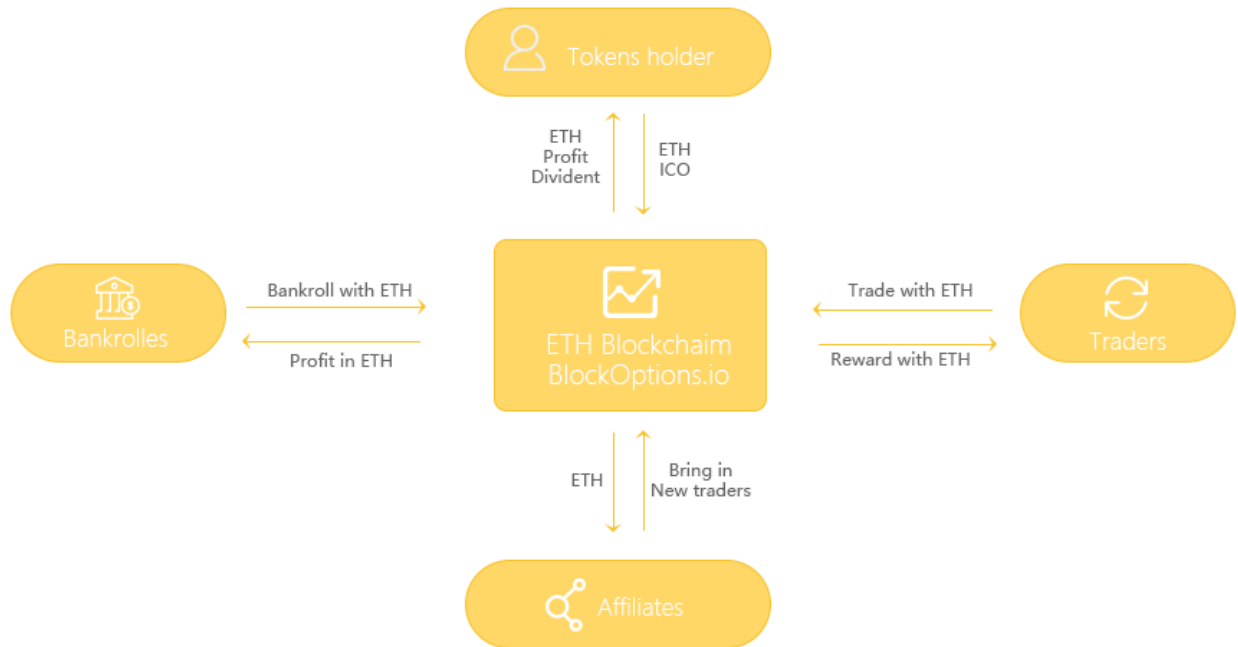 Tokens holder
ETH
Profit
Divident
ETH
ICO
Bankrolles
Bankroll with ETH
Profit in ETH
ETH Blockchaim
BlockOptions.io
Trade with ETH
Reward with ETH
Traders
ETH
Bring in
New traders
Affiliates